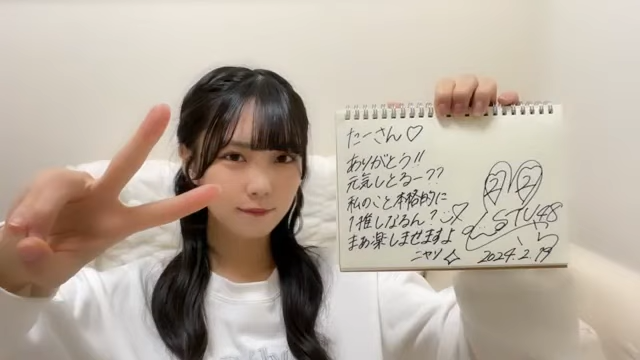 たーさん♡
ありがとう!!
元気しとるー??
私のこと本格的に
1推しなるん?
まあ楽しませますよ
ニヤリ
22
STU48
2024.2.19